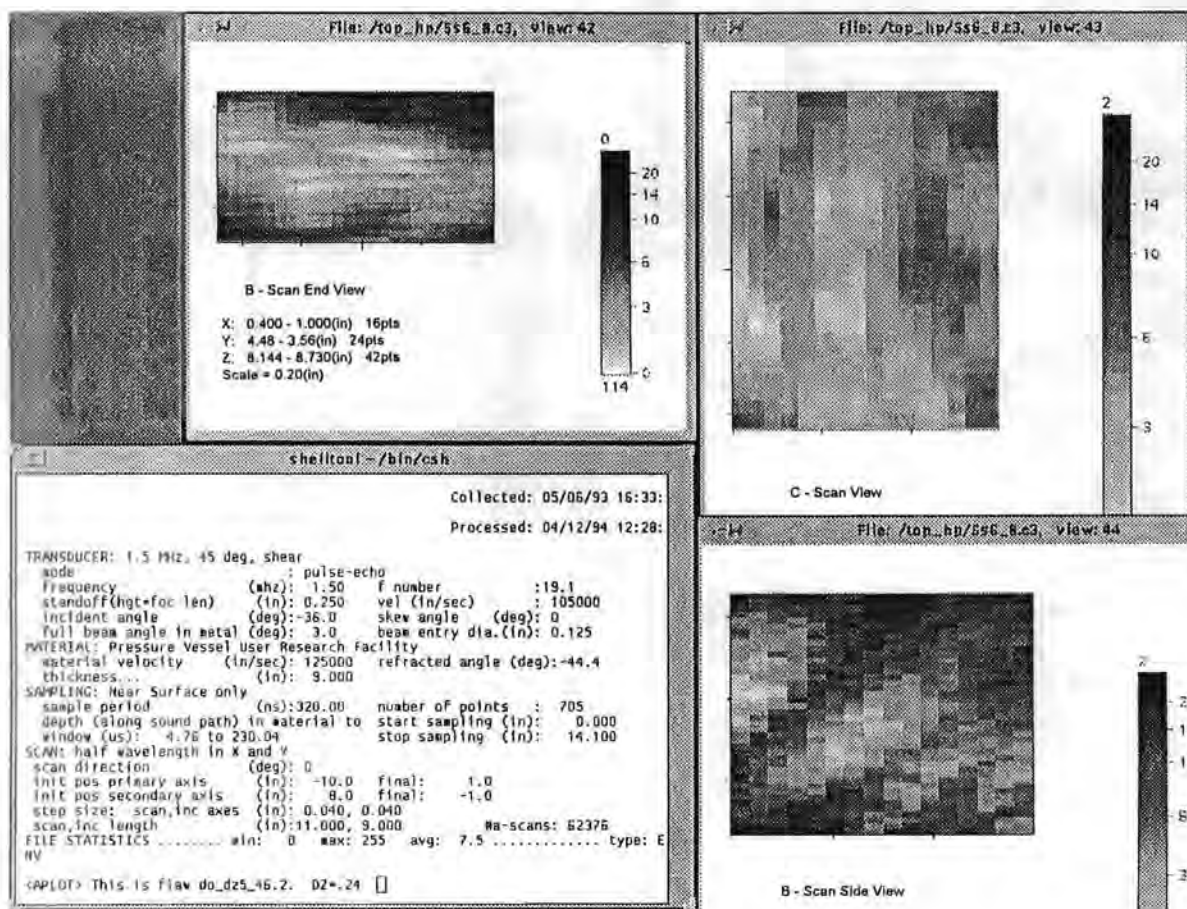 File: /top_hp/5s6_8.c3, view: 42
0
20
14
10
6
3
0
114
B - Scan End View
X: 0.400 - 1.000(in) 16pts
Y: 4.48 - 3.56(in) 24pts
Z: 8.144 - 8.730(in) 42pts
Scale = 0.20(in)
File: /top_hp/5s6_8.c3, view: 43
2
20
14
10
6
3
C - Scan View
shelltool - /bin/csh
Collected: 05/06/93 16:33:
Processed: 04/12/94 12:28:
TRANSDUCER: 1.5 MHz, 45 deg, shear
mode : pulse-echo
frequency (mhz): 1.50 f number :19.1
standoff(hgt+foc len) (in): 0.250 vel (in/sec) : 105000
incident angle (deg):-36.0 skew angle (deg): 0
full beam angle in metal (deg): 3.0 beam entry dia.(in): 0.125
MATERIAL: Pressure Vessel User Research Facility
material velocity (in/sec): 125000 refracted angle (deg):-44.4
thickness... (in): 9.000
SAMPLING: Near Surface only
sample period (ns):320.00 number of points : 705
depth (along sound path) in material to start sampling (in): 0.000
window (us): 4.76 to 230.04 stop sampling (in): 14.100
SCAN: half wavelength in X and Y
scan direction (deg): 0
init pos primary axis (in): -10.0 final: 1.0
init pos secondary axis (in): 8.0 final: -1.0
step size: scan,inc axes (in): 0.040, 0.040
scan,inc length (in):11.000, 9.000 #a-scans: 62376
FILE STATISTICS ........ min: 0 max: 255 avg: 7.5 ............. type: E
NV
<APLOT> This is flaw do_dz5_46.2. DZ=.24
File: /top_hp/5s6_8.c3, view: 44
2
1
3
B - Scan Side View